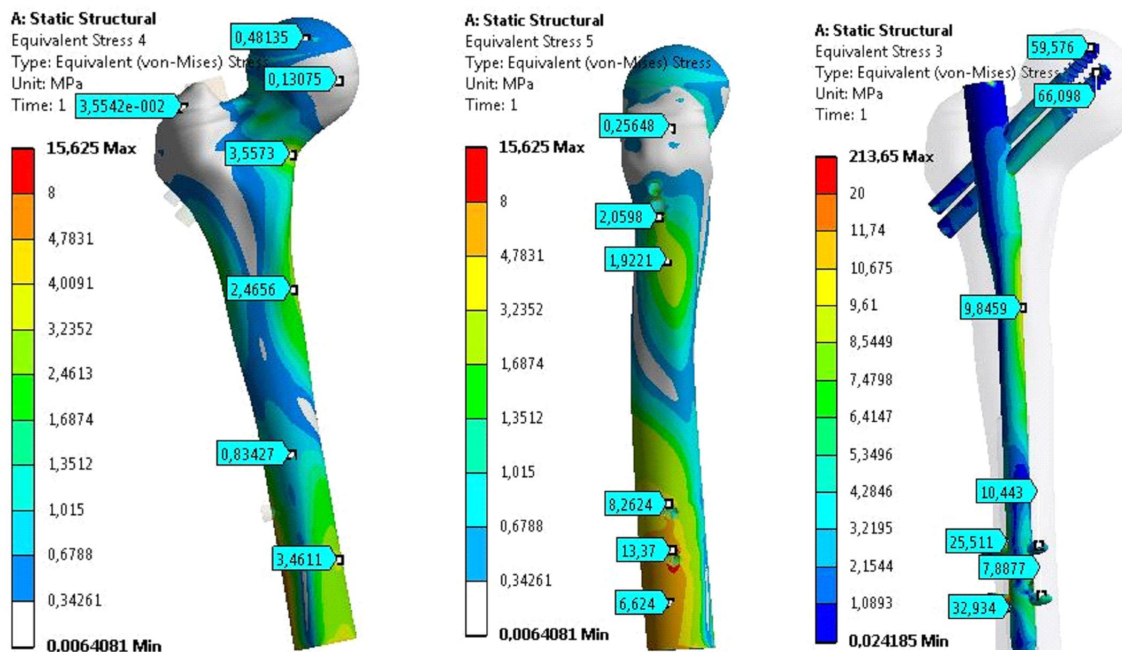 A: Static Structural
Equivalent Stress 4
Type: Equivalent (von-Mises) Stress
Unit: MPa
Time: 1
0,48135
0,13075
3,5542e-002
3,5573
2,4656
0,83427
3,4611
15,625 Max
8
4,7831
4,0091
3,2352
2,4613
1,6874
1,3512
1,015
0,6788
0,34261
0,0064081 Min
A: Static Structural
Equivalent Stress 5
Type: Equivalent (von-Mises) Stress
Unit: MPa
Time: 1
0,25648
2,0598
1,9221
8,2624
13,37
6,624
15,625 Max
8
4,7831
3,2352
1,6874
1,3512
1,015
0,6788
0,34261
0,0064081 Min
A: Static Structural
Equivalent Stress 3
Type: Equivalent (von-Mises) Stress
Unit: MPa
Time: 1
59,576
66,098
9,8459
10,443
25,511
7,8877
32,934
213,65 Max
20
11,74
10,675
9,61
8,5449
7,4798
6,4147
5,3496
4,2846
3,2195
2,1544
1,0893
0,024185 Min